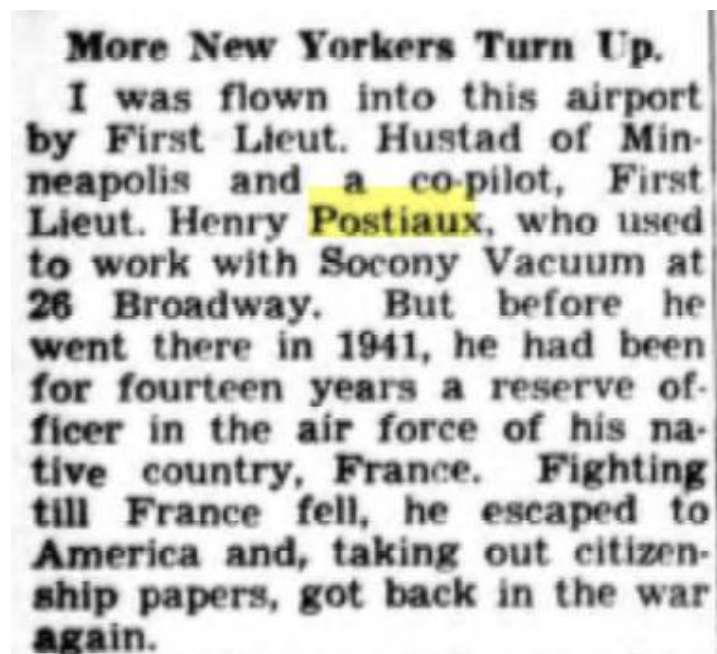 More New Yorkers Turn Up.
I was flown into this airport
by First Lieut. Hustad of Min-
neapolis and a co-pilot, First
Lieut. Henry Postiaux, who used
to work with Socony Vacuum at
26 Broadway. But before he
went there in 1941, he had been
for fourteen years a reserve of-
ficer in the air force of his na-
tive country, France. Fighting
till France fell, he escaped to
America and, taking out citizen-
ship papers, got back in the war
again.